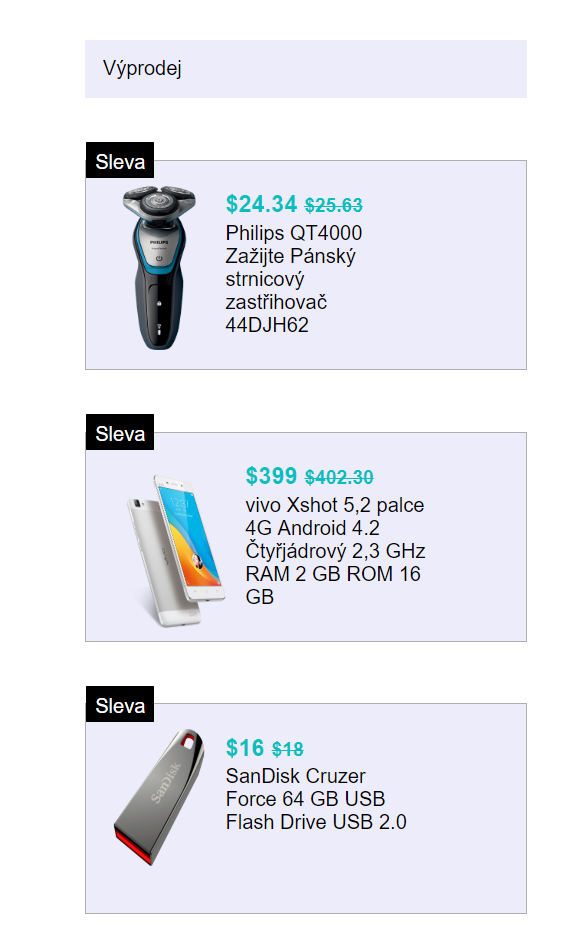 Výprodej
Sleva
$24.34 $25.63
Philips QT4000
Zažijte Pánský
strnicový
zastřihovač
44DJH62
PHILIPS
Sleva
$399 $402.30
vivo Xshot 5,2 palce
4G Android 4.2
Čtyřjádrový 2,3 GHz
RAM 2 GB ROM 16
GB
Sleva
$16 $18
SanDisk Cruzer
Force 64 GB USB
Flash Drive USB 2.0
SanDisk